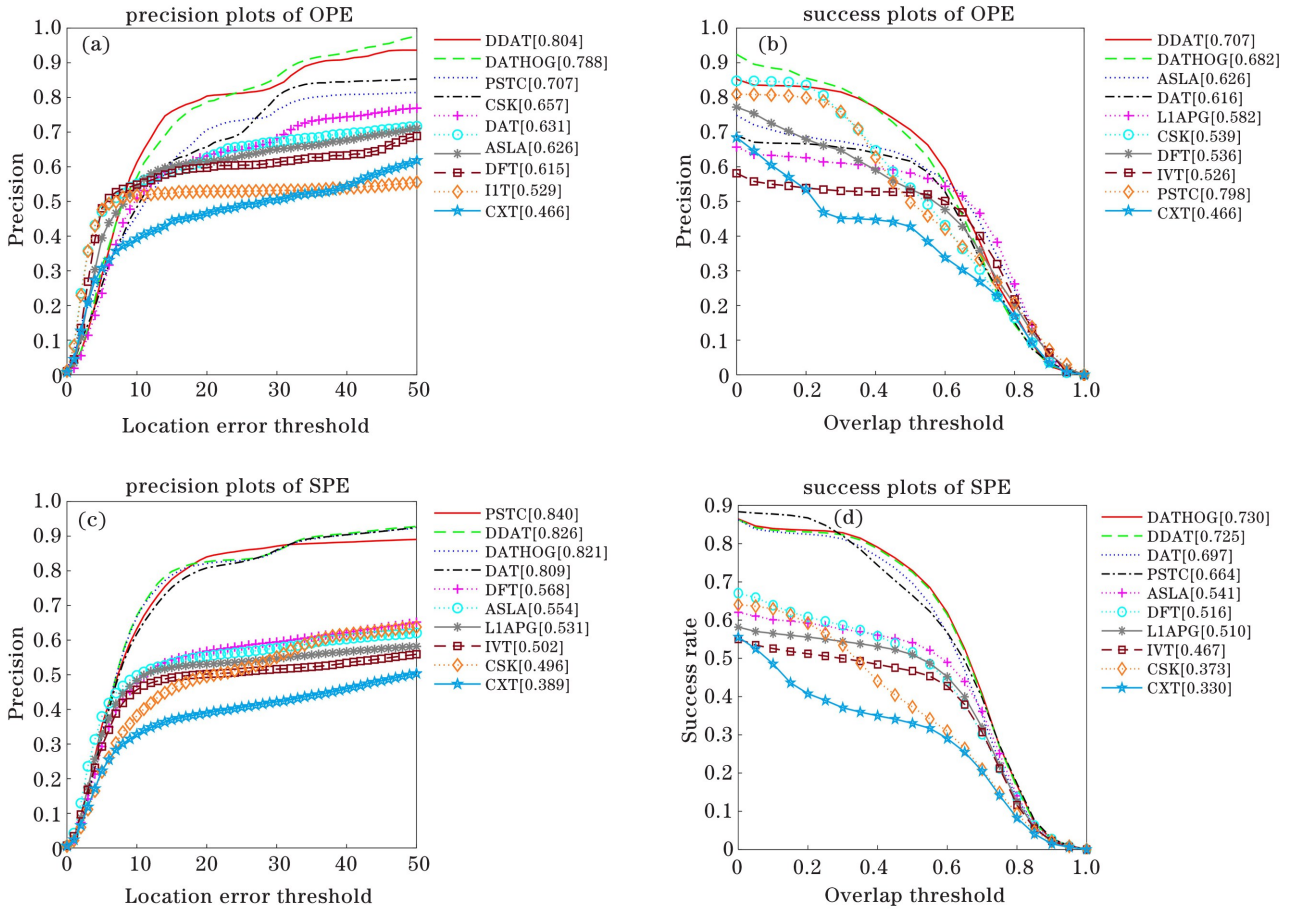 precision plots of OPE
(a)
Precision
1.0
0.9
0.8
0.7
0.6
0.5
0.4
0.3
0.2
0.1
0
0 10 20 30 40 50
Location error threshold
DDAT[0.804]
DATHOG[0.788]
PSTC[0.707]
CSK[0.657]
DAT[0.631]
ASLA[0.626]
DFT[0.615]
I1T[0.529]
CXT[0.466]
success plots of OPE
(b)
Precision
1.0
0.9
0.8
0.7
0.6
0.5
0.4
0.3
0.2
0.1
0
0 0.2 0.4 0.6 0.8 1.0
Overlap threshold
DDAT[0.707]
DATHOG[0.682]
ASLA[0.626]
DAT[0.616]
L1APG[0.582]
CSK[0.539]
DFT[0.536]
IVT[0.526]
PSTC[0.798]
CXT[0.466]
precision plots of SPE
(c)
Precision
1.0
0.9
0.8
0.7
0.6
0.5
0.4
0.3
0.2
0.1
0
0 10 20 30 40 50
Location error threshold
PSTC[0.840]
DDAT[0.826]
DATHOG[0.821]
DAT[0.809]
DFT[0.568]
ASLA[0.554]
L1APG[0.531]
IVT[0.502]
CSK[0.496]
CXT[0.389]
success plots of SPE
(d)
Success rate
0.9
0.8
0.7
0.6
0.5
0.4
0.3
0.2
0.1
0
0 0.2 0.4 0.6 0.8 1.0
Overlap threshold
DATHOG[0.730]
DDAT[0.725]
DAT[0.697]
PSTC[0.664]
ASLA[0.541]
DFT[0.516]
L1APG[0.510]
IVT[0.467]
CSK[0.373]
CXT[0.330]